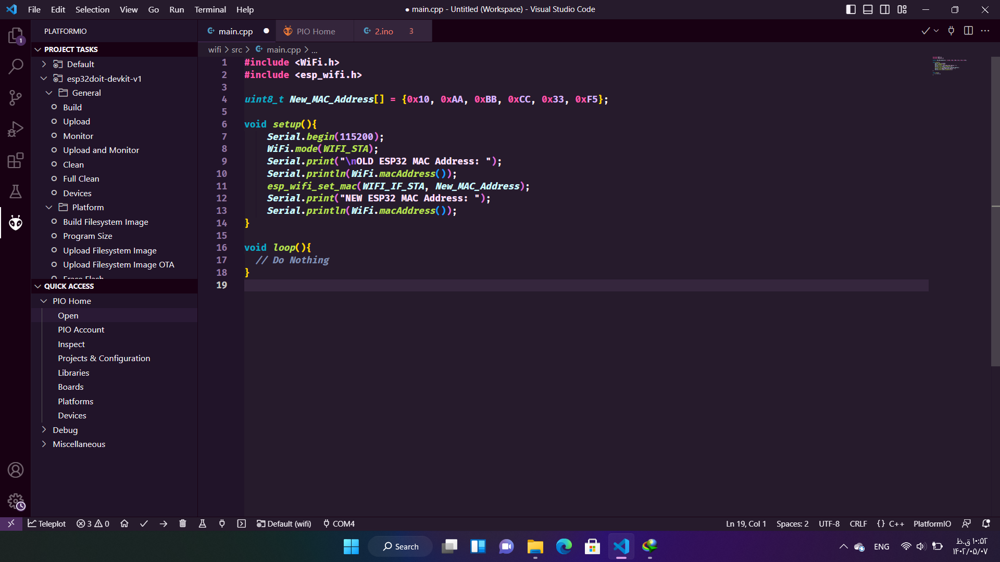 File Edit Selection View Go Run Terminal Help
● main.cpp - Untitled (Workspace) - Visual Studio Code
1
PLATFORMIO
PROJECT TASKS
Default
esp32doit-devkit-v1
General
Build
Upload
Monitor
Upload and Monitor
Clean
Full Clean
Devices
Platform
Build Filesystem Image
Program Size
Upload Filesystem Image
Upload Filesystem Image OTA
Erase Flash
QUICK ACCESS
PIO Home
Open
PIO Account
Inspect
Projects & Configuration
Libraries
Boards
Platforms
Devices
Debug
Miscellaneous
main.cpp ● PIO Home 2.ino 3
wifi > src > main.cpp > ...
1 #include <WiFi.h>
2 #include <esp_wifi.h>
3
4 uint8_t New_MAC_Address[] = {0x10, 0xAA, 0xBB, 0xCC, 0x33, 0xF5};
5
6 void setup(){
7     Serial.begin(115200);
8     WiFi.mode(WIFI_STA);
9     Serial.print("\nOLD ESP32 MAC Address: ");
10     Serial.println(WiFi.macAddress());
11     esp_wifi_set_mac(WIFI_IF_STA, New_MAC_Address);
12     Serial.print("NEW ESP32 MAC Address: ");
13     Serial.println(WiFi.macAddress());
14 }
15
16 void loop(){
17   // Do Nothing
18 }
19
Teleplot 3 0 Default (wifi) COM4 Ln 19, Col 1 Spaces: 2 UTF-8 CRLF {} C++ PlatformIO
Search ENG
۱۰:۵۲ ق.ظ
۱۴۰۲/۰۵/۰۷